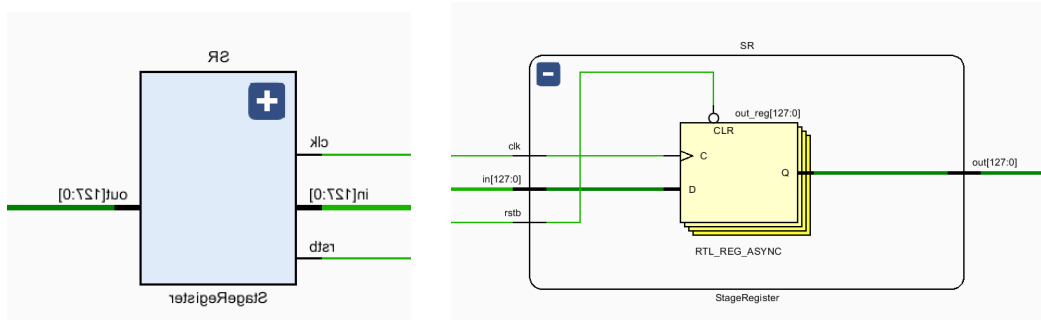 SR
clk
out[127:0]
in[127:0]
rstb
StageRegister
SR
out_reg[127:0]
CLR
clk
C
out[127:0]
Q
in[127:0]
D
rstb
RTL_REG_ASYNC
StageRegister